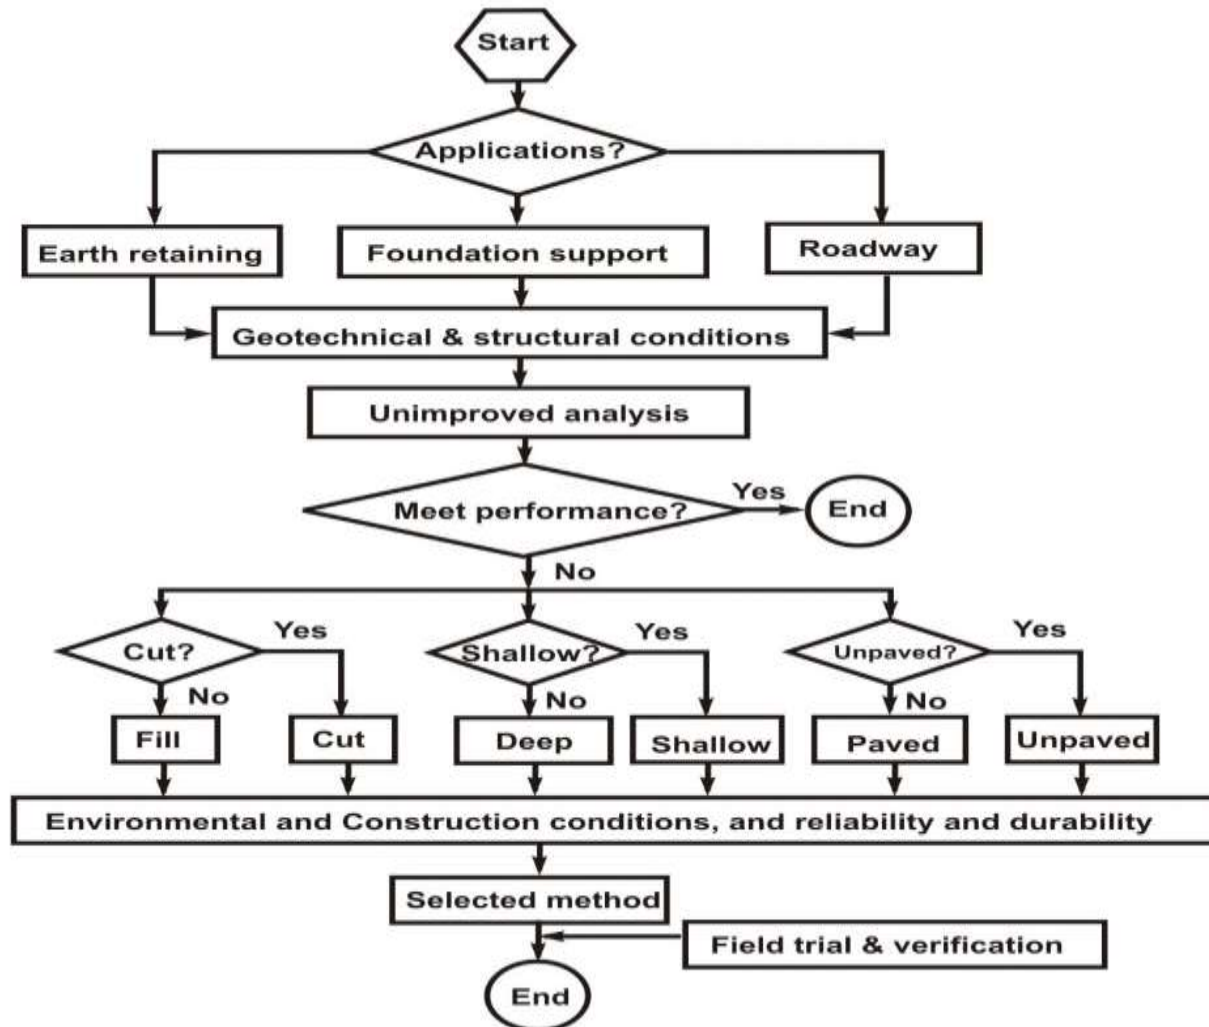 Start
Applications?
Earth retaining
Foundation support
Roadway
Geotechnical & structural conditions
Unimproved analysis
Meet performance?
Yes
End
No
Cut?
Yes
Shallow?
Yes
Unpaved?
Yes
No
No
No
Fill
Cut
Deep
Shallow
Paved
Unpaved
Environmental and Construction conditions, and reliability and durability
Selected method
Field trial & verification
End